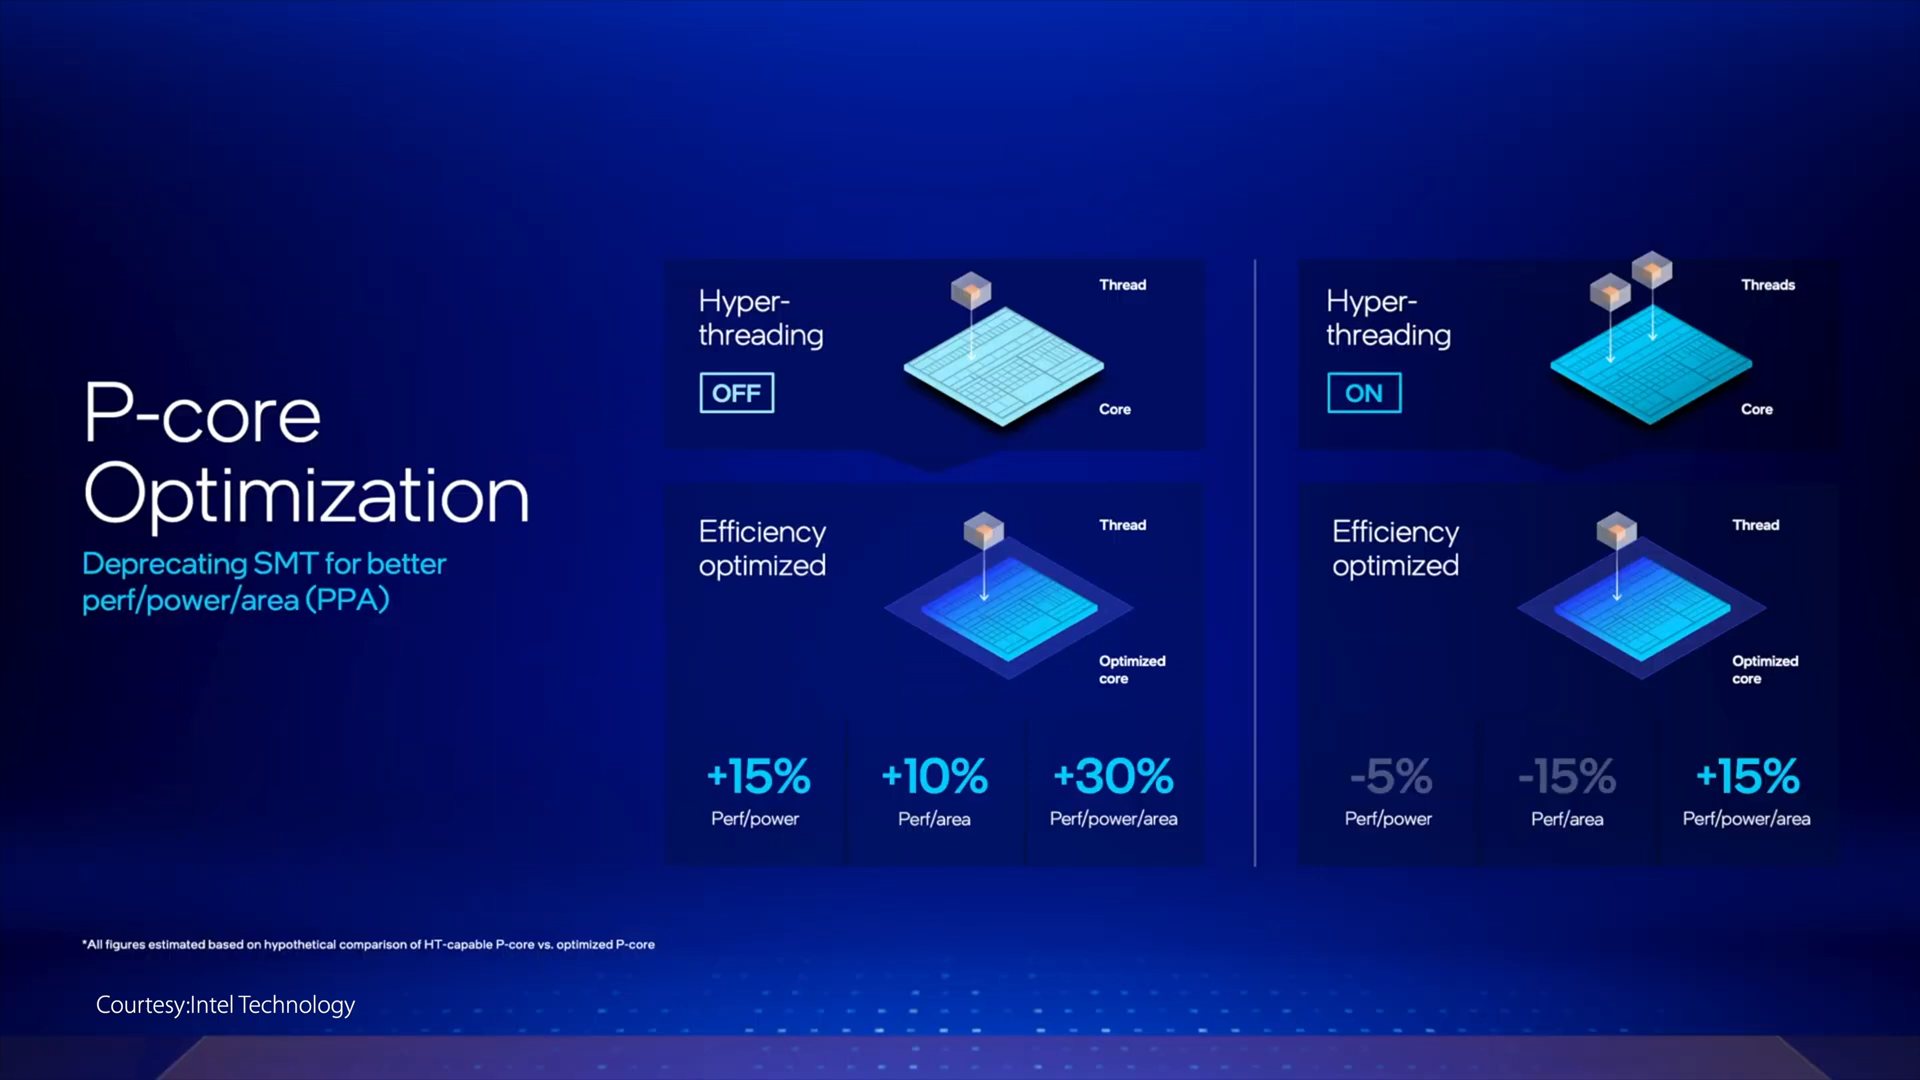 P-core
Optimization
Deprecating SMT for better
perf/power/area (PPA)
Hyper-
threading
OFF
Thread
Core
Efficiency
optimized
Thread
Optimized
core
+15%
Perf/power
+10%
Perf/area
+30%
Perf/power/area
Hyper-
threading
ON
Threads
Core
Efficiency
optimized
Thread
Optimized
core
-5%
Perf/power
-15%
Perf/area
+15%
Perf/power/area
*All figures estimated based on hypothetical comparison of HT-capable P-core vs. optimized P-core
Courtesy:Intel Technology